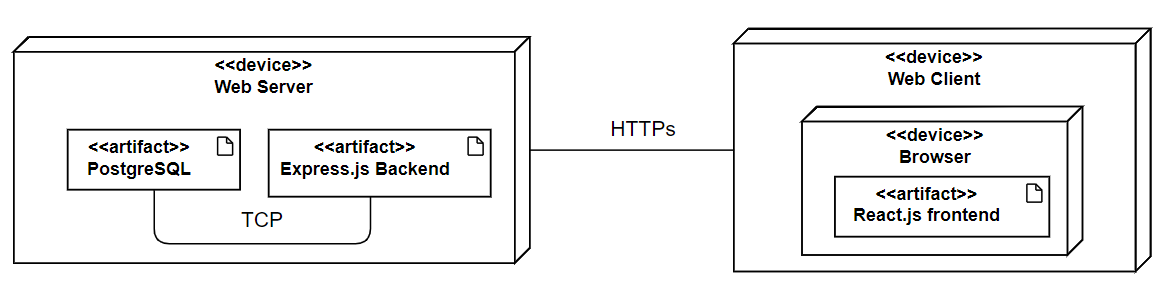 <<device>>
Web Server
<<artifact>>
PostgreSQL
<<artifact>>
Express.js Backend
TCP
HTTPs
<<device>>
Web Client
<<device>>
Browser
<<artifact>>
React.js frontend